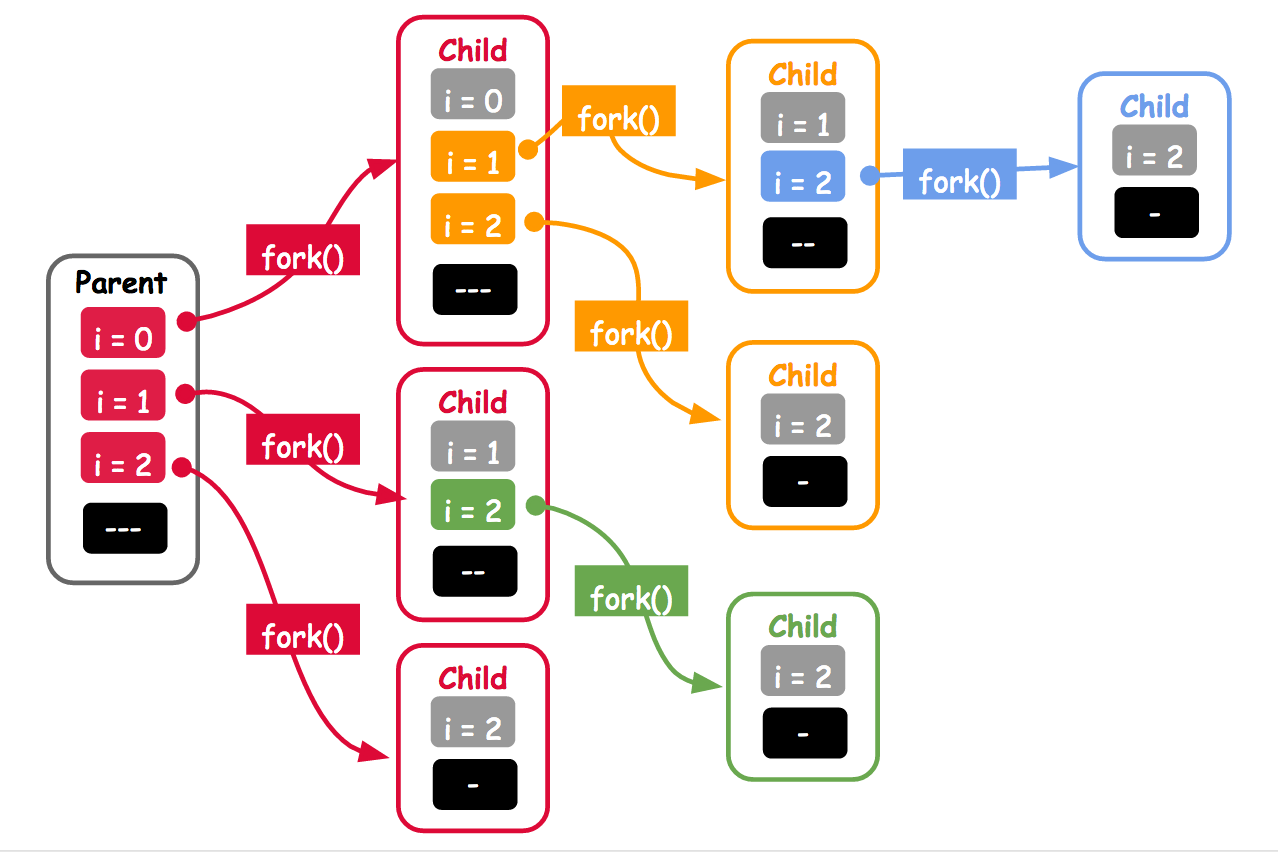 Parent
i = 0
i = 1
i = 2
---
fork()
fork()
fork()
Child
i = 0
i = 1
i = 2
---
Child
i = 1
i = 2
--
Child
i = 2
-
fork()
fork()
fork()
Child
i = 1
i = 2
--
Child
i = 2
-
Child
i = 2
-
fork()
Child
i = 2
-